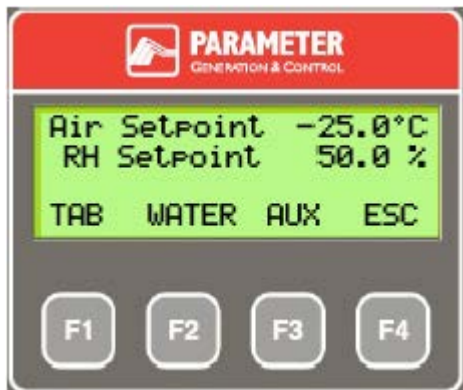 PARAMETER
GENERATION & CONTROL
Air Setpoint -25.0°C
RH Setpoint 50.0 %
TAB WATER AUX ESC
F1 F2 F3 F4